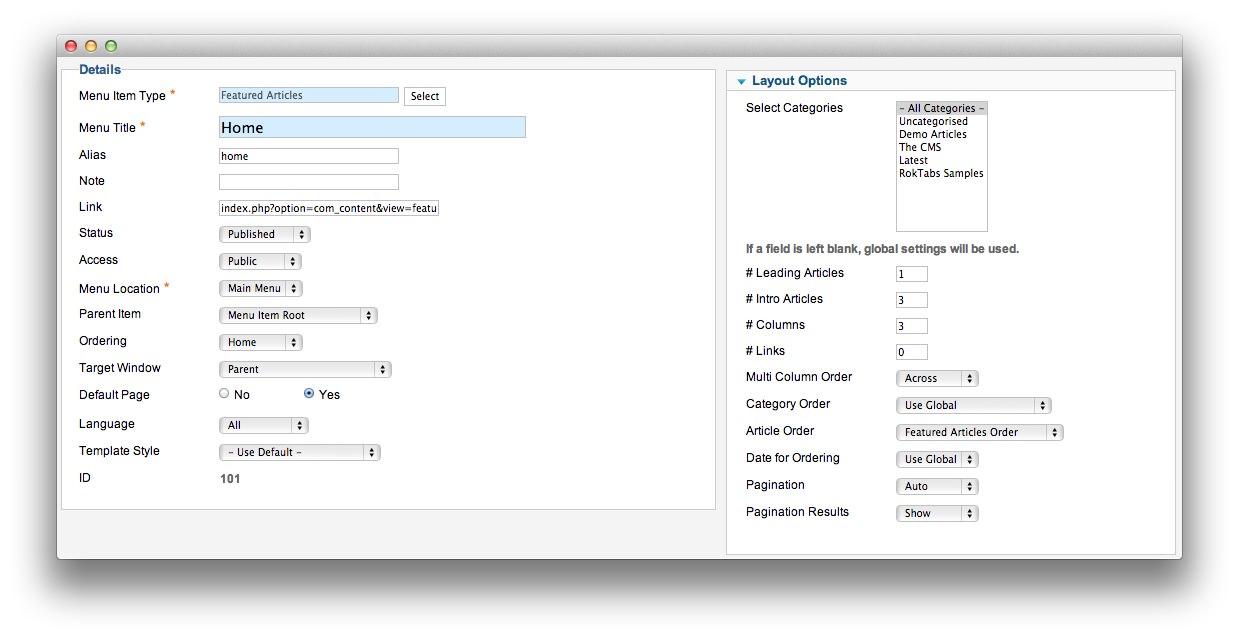 Details
Menu Item Type * Featured Articles Select
Menu Title * Home
Alias home
Note
Link index.php?option=com_content&view=featu
Status Published
Access Public
Menu Location * Main Menu
Parent Item Menu Item Root
Ordering Home
Target Window Parent
Default Page No Yes
Language All
Template Style - Use Default -
ID 101
Layout Options
Select Categories - All Categories -
Uncategorised
Demo Articles
The CMS
Latest
RokTabs Samples
If a field is left blank, global settings will be used.
# Leading Articles 1
# Intro Articles 3
# Columns 3
# Links 0
Multi Column Order Across
Category Order Use Global
Article Order Featured Articles Order
Date for Ordering Use Global
Pagination Auto
Pagination Results Show